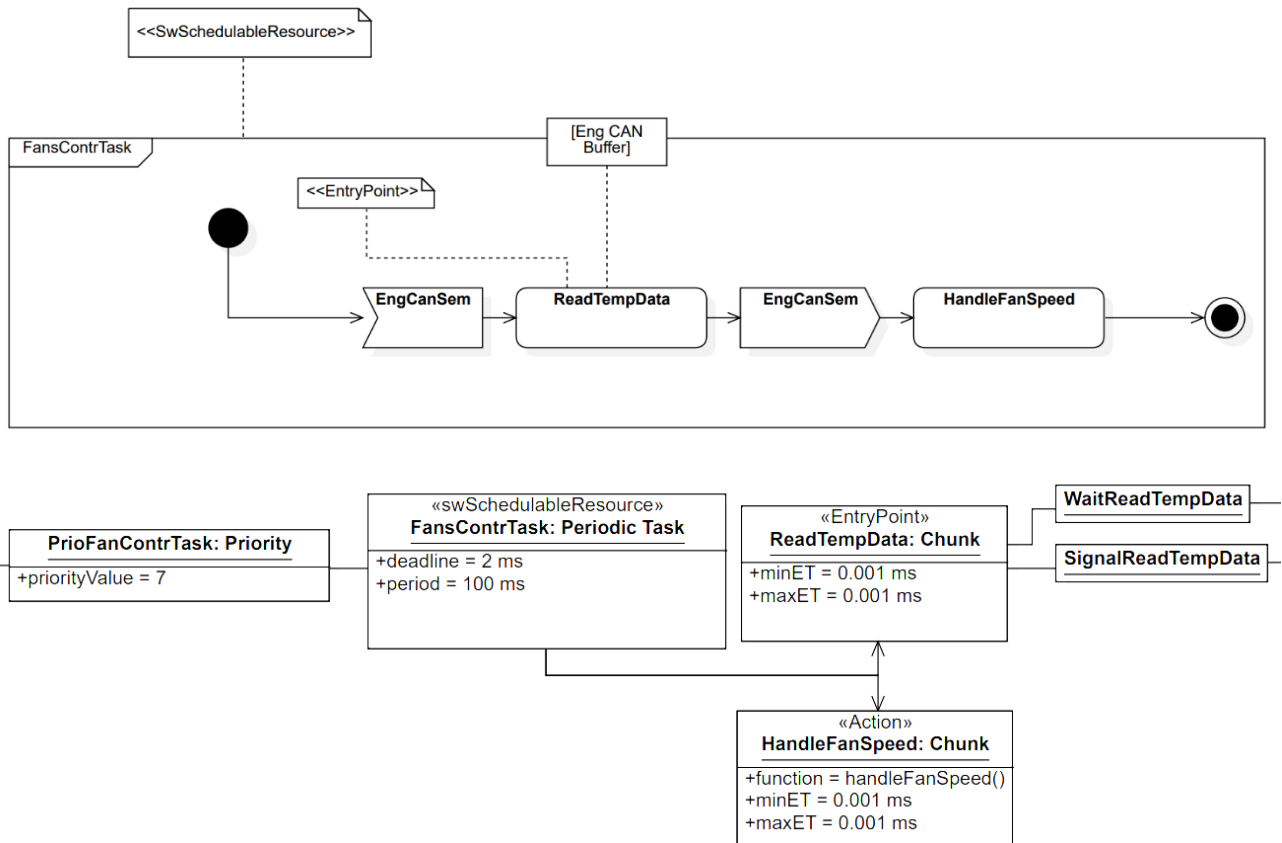 <<SwSchedulableResource>>
FansContrTask
[Eng CAN
Buffer]
<<EntryPoint>>
EngCanSem
ReadTempData
EngCanSem
HandleFanSpeed
PrioFanContrTask: Priority
+priorityValue = 7
«swSchedulableResource»
FansContrTask: Periodic Task
+deadline = 2 ms
+period = 100 ms
«EntryPoint»
ReadTempData: Chunk
+minET = 0.001 ms
+maxET = 0.001 ms
WaitReadTempData
SignalReadTempData
«Action»
HandleFanSpeed: Chunk
+function = handleFanSpeed()
+minET = 0.001 ms
+maxET = 0.001 ms